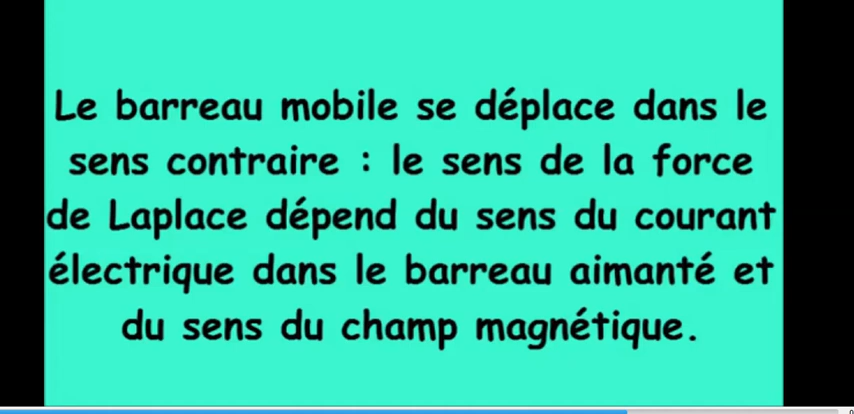 Le barreau mobile se déplace dans le
sens contraire : le sens de la force
de Laplace dépend du sens du courant
électrique dans le barreau aimanté et
du sens du champ magnétique.